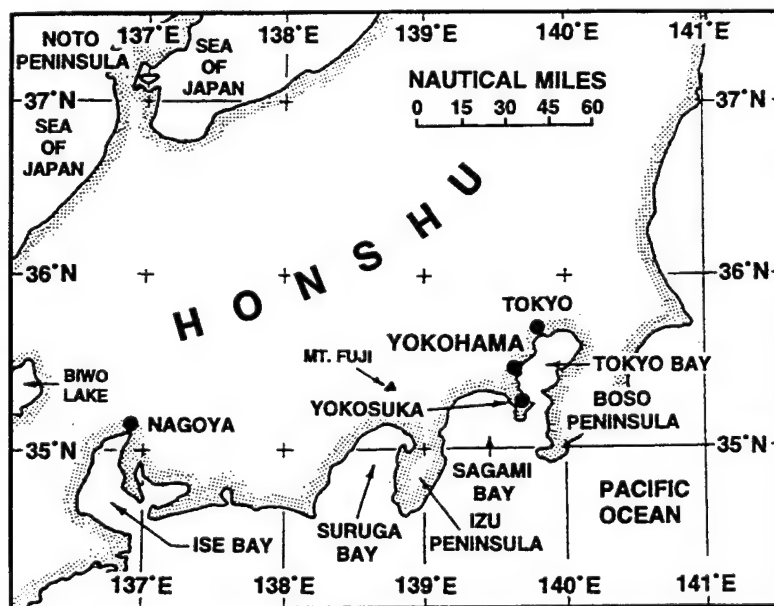 137°E
138°E
139°E
140°E
141°E
NOTO
PENINSULA
SEA
OF
JAPAN
NAUTICAL MILES
0 15 30 45 60
37°N
37°N
SEA
OF
JAPAN
HONSHU
36°N
36°N
TOKYO
YOKOHAMA
MT. FUJI
TOKYO BAY
BIWO
LAKE
YOKOSUKA
BOSO
PENINSULA
NAGOYA
35°N
35°N
SAGAMI
BAY
PACIFIC
OCEAN
ISE BAY
SURUGA
BAY
IZU
PENINSULA
137°E
138°E
139°E
140°E
141°E